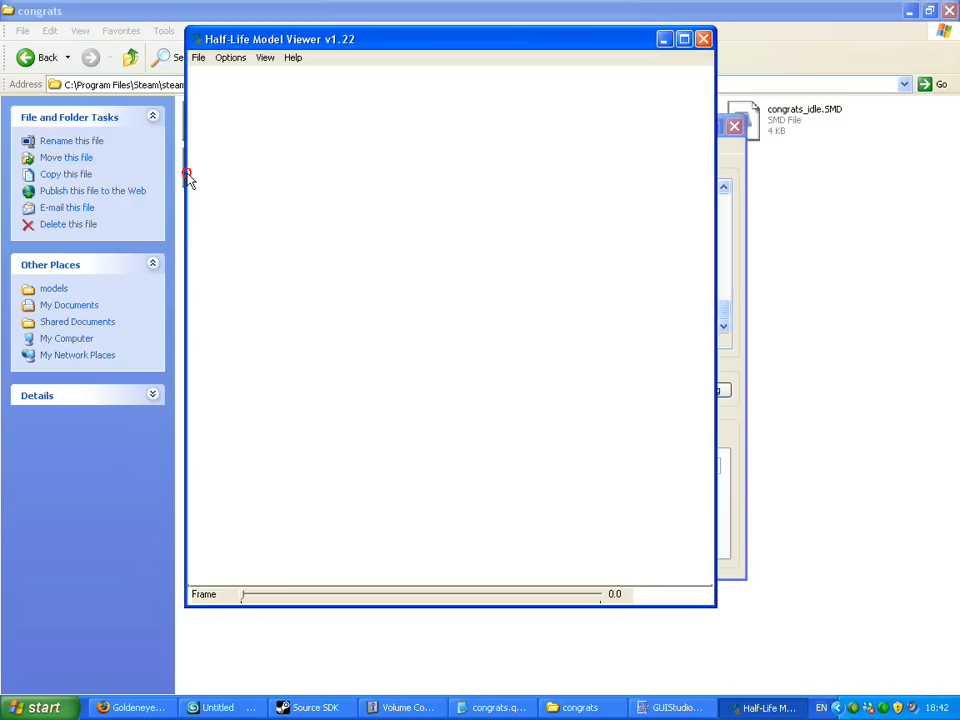 congrats
File Edit View Favorites Tools
Back Se
Address C:\Program Files\Steam\steam Go
Half-Life Model Viewer v1.22
File Options View Help
File and Folder Tasks
Rename this file
Move this file
Copy this file
Publish this file to the Web
E-mail this file
Delete this file
Other Places
models
My Documents
Shared Documents
My Computer
My Network Places
Details
congrats_idle.SMD
SMD File
4 KB
g
Frame 0.0
start Goldeneye... Untitled ... Source SDK Volume Co... congrats.q... congrats GUIStudio... Half-Life M... EN 18:42